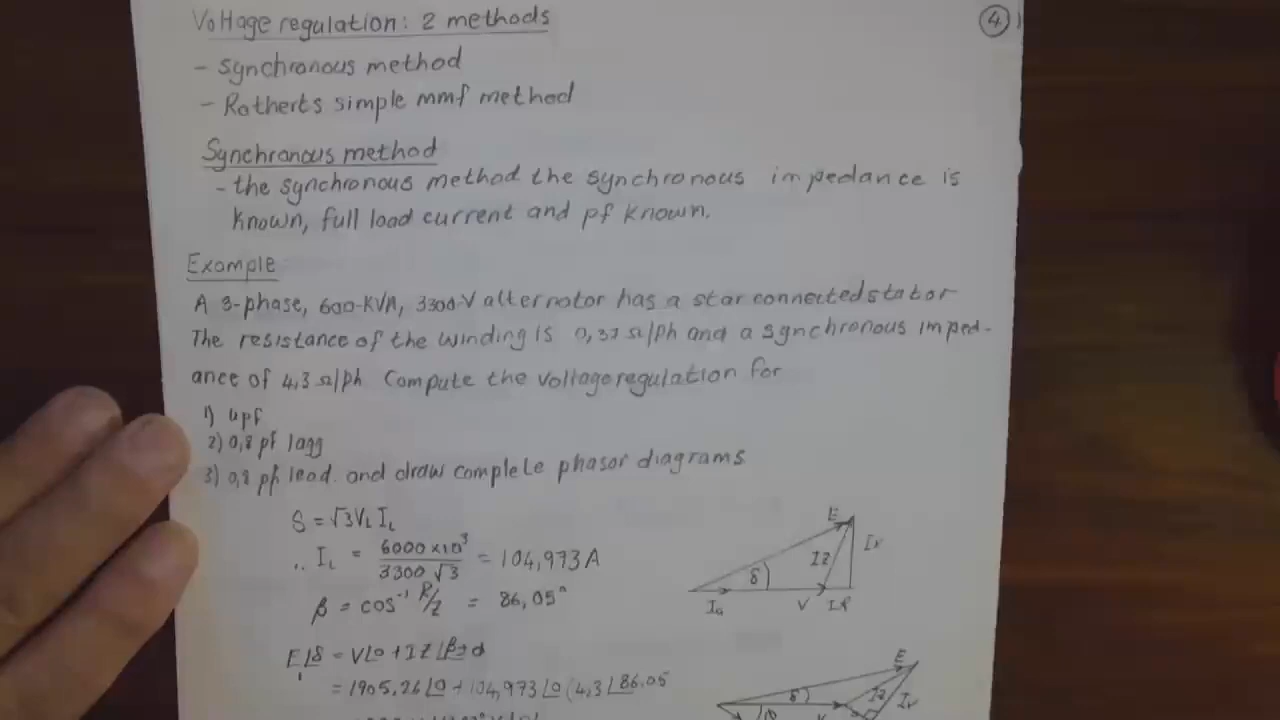 Voltage regulation: 2 methods
4
- Synchronous method
- Rotherts simple mmf method
Synchronous method
- the synchronous method the synchronous impedance is
known, full load current and pf known.
Example
A 3-phase, 600-KVA, 3300-V alternator has a star connected stator
The resistance of the winding is 0,37 Ω/ph and a synchronous imped-
ance of 4,3 Ω/ph Compute the voltage regulation for
1) upf
2) 0,8 pf lagg
3) 0,8 pf lead. and draw complete phasor diagrams
S = √3 VL IL
∴ IL = 6000 x10³ / 3300 √3 = 104,973 A
β = cos⁻¹ R/Z = 86,05°
E IZ Ix δ
Ia V IR
E∠δ = V∠0 + IZ∠β±Ø
= 1905,26∠0 + 104,973∠0 (4,3∠86.05
E δ IZ Ix